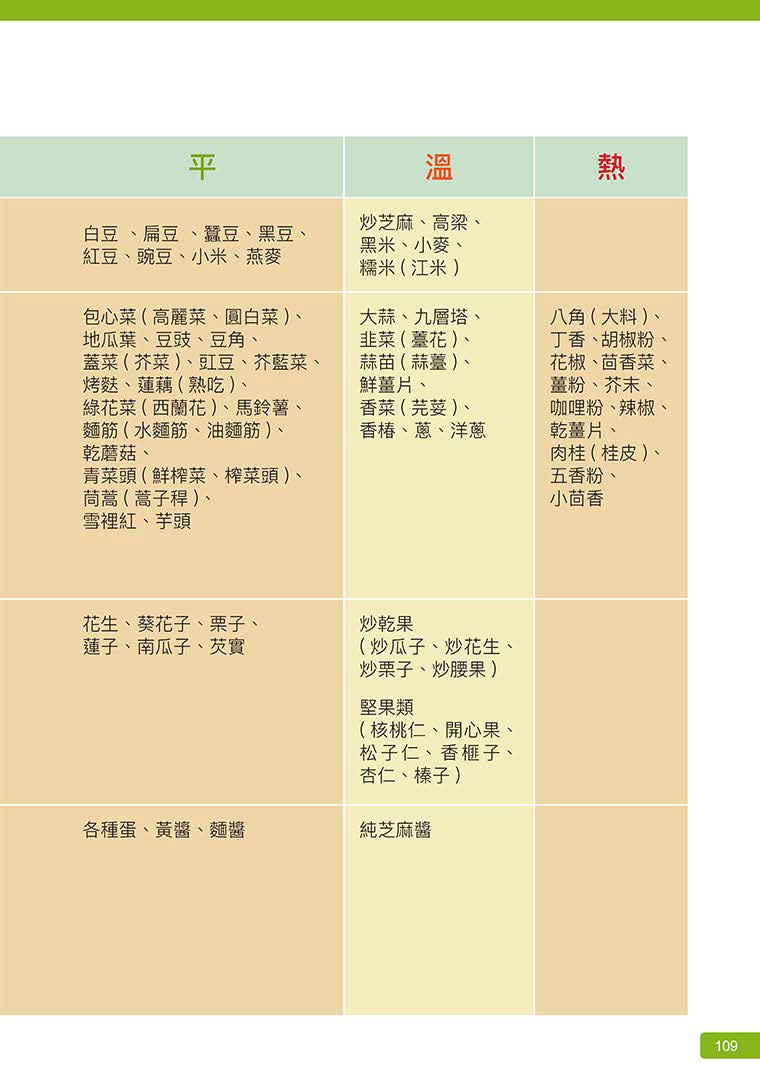 平
溫
熱
白豆 、扁豆 、蠶豆、黑豆、
紅豆、豌豆、小米、燕麥
炒芝麻、高梁、
黑米、小麥、
糯米 ( 江米 )
包心菜 ( 高麗菜、圓白菜 )、
地瓜葉、豆豉、豆角、
蓋菜 ( 芥菜 )、豇豆、芥藍菜、
烤麩、蓮藕 ( 熟吃 )、
綠花菜 ( 西蘭花 )、馬鈴薯、
麵筋 ( 水麵筋、油麵筋 )、
乾蘑菇、
青菜頭 ( 鮮榨菜、榨菜頭 )、
茼蒿 ( 蒿子稈 )、
雪裡紅、芋頭
大蒜、九層塔、
韭菜 ( 薹花 )、
蒜苗 ( 蒜薹 )、
鮮薑片、
香菜 ( 芫荽 )、
香椿、蔥、洋蔥
八角 ( 大料 )、
丁香、胡椒粉、
花椒、茴香菜、
薑粉、芥末、
咖哩粉、辣椒、
乾薑片、
肉桂 ( 桂皮 )、
五香粉、
小茴香
花生、葵花子、栗子、
蓮子、南瓜子、芡實
炒乾果
( 炒瓜子、炒花生、
炒栗子、炒腰果 )
堅果類
( 核桃仁、開心果、
松子仁、香榧子、
杏仁、榛子 )
各種蛋、黃醬、麵醬
純芝麻醬
109